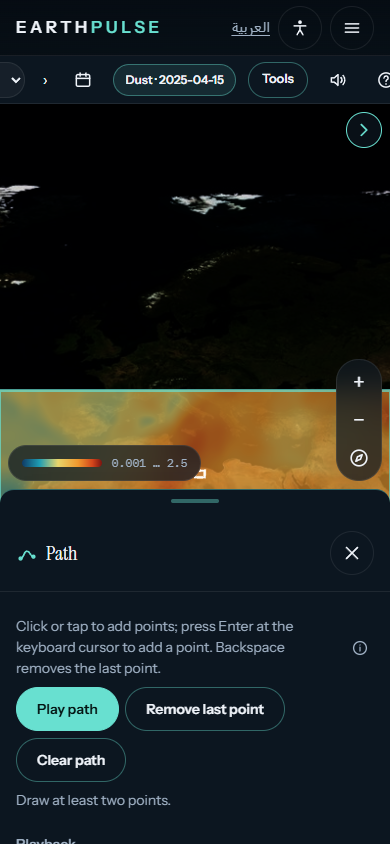 EARTHPULSE
العربية
Dust·2025-04-15
Tools
0.001 … 2.5
Path
Click or tap to add points; press Enter at the
keyboard cursor to add a point. Backspace
removes the last point.
Play path
Remove last point
Clear path
Draw at least two points.
Playback